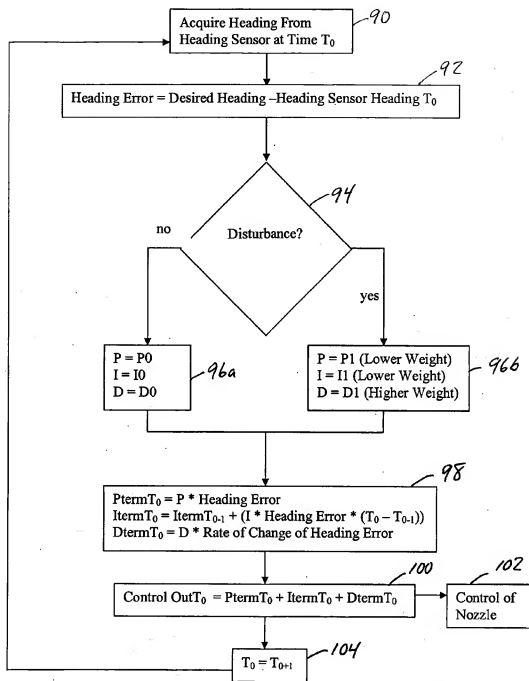 Acquire Heading From
Heading Sensor at Time T₀
90
92
Heading Error = Desired Heading –Heading Sensor Heading T₀
94
Disturbance?
no
yes
P = P0
I = I0
D = D0
96a
P = P1 (Lower Weight)
I = I1 (Lower Weight)
D = D1 (Higher Weight)
96b
98
PtermT₀ = P * Heading Error
ItermT₀ = ItermT₀₋₁ + (I * Heading Error * (T₀ – T₀₋₁))
DtermT₀ = D * Rate of Change of Heading Error
100
Control OutT₀ = PtermT₀ + ItermT₀ + DtermT₀
102
Control of
Nozzle
T₀ = T₀₊₁
104